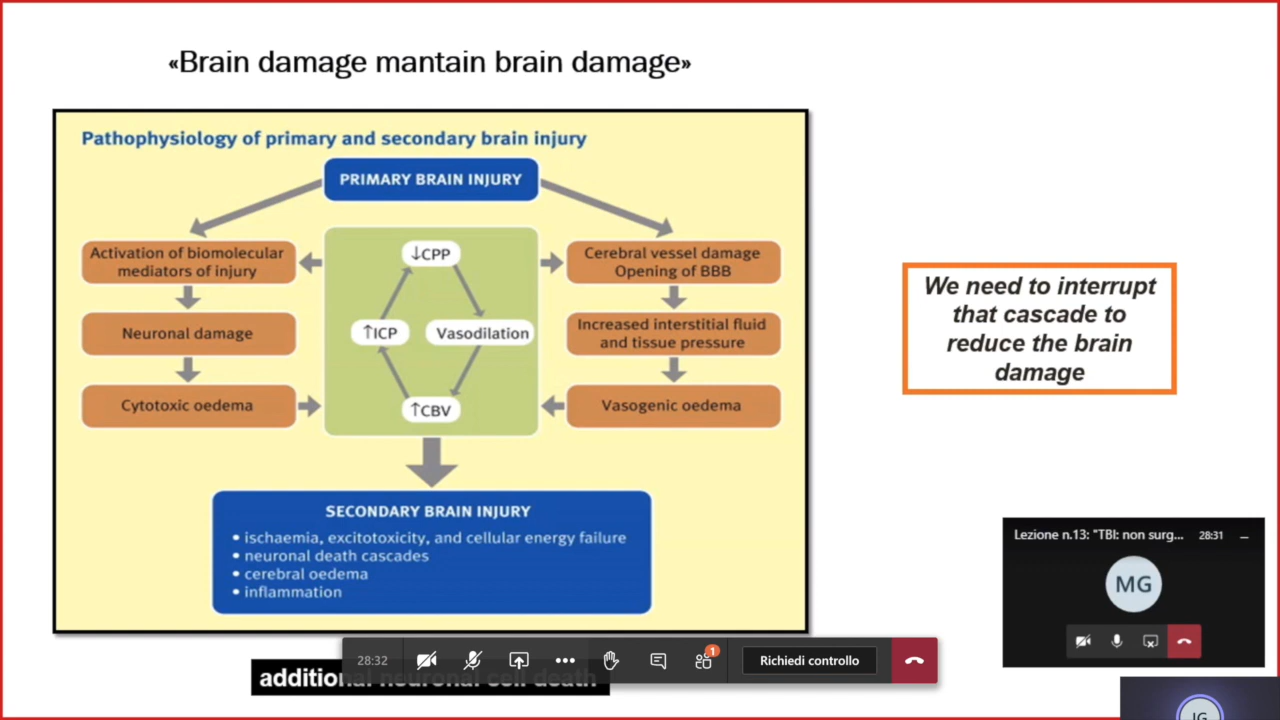 «Brain damage mantain brain damage»
Pathophysiology of primary and secondary brain injury
PRIMARY BRAIN INJURY
Activation of biomolecular
mediators of injury
Neuronal damage
Cytotoxic oedema
↓CPP
↑ICP
Vasodilation
↑CBV
Cerebral vessel damage
Opening of BBB
Increased interstitial fluid
and tissue pressure
Vasogenic oedema
SECONDARY BRAIN INJURY
• ischaemia, excitotoxicity, and cellular energy failure
• neuronal death cascades
• cerebral oedema
• inflammation
We need to interrupt
that cascade to
reduce the brain
damage
Lezione n.13: "TBI: non surg... 28:31
MG
28:32
1
Richiedi controllo
additional neuronal cell death
IG